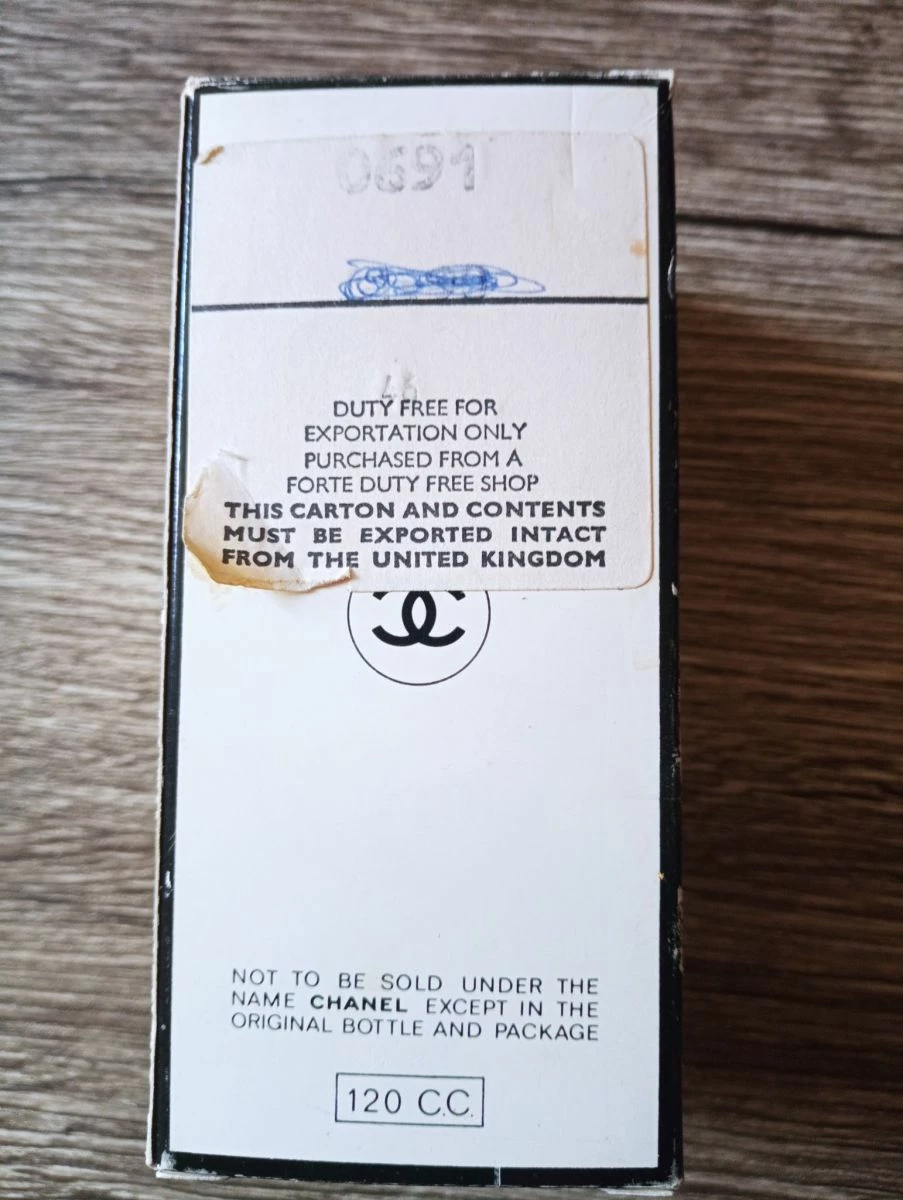 0691
DUTY FREE FOR
EXPORTATION ONLY
PURCHASED FROM A
FORTE DUTY FREE SHOP
THIS CARTON AND CONTENTS
MUST BE EXPORTED INTACT
FROM THE UNITED KINGDOM
NOT TO BE SOLD UNDER THE
NAME CHANEL EXCEPT IN THE
ORIGINAL BOTTLE AND PACKAGE
120 C.C.